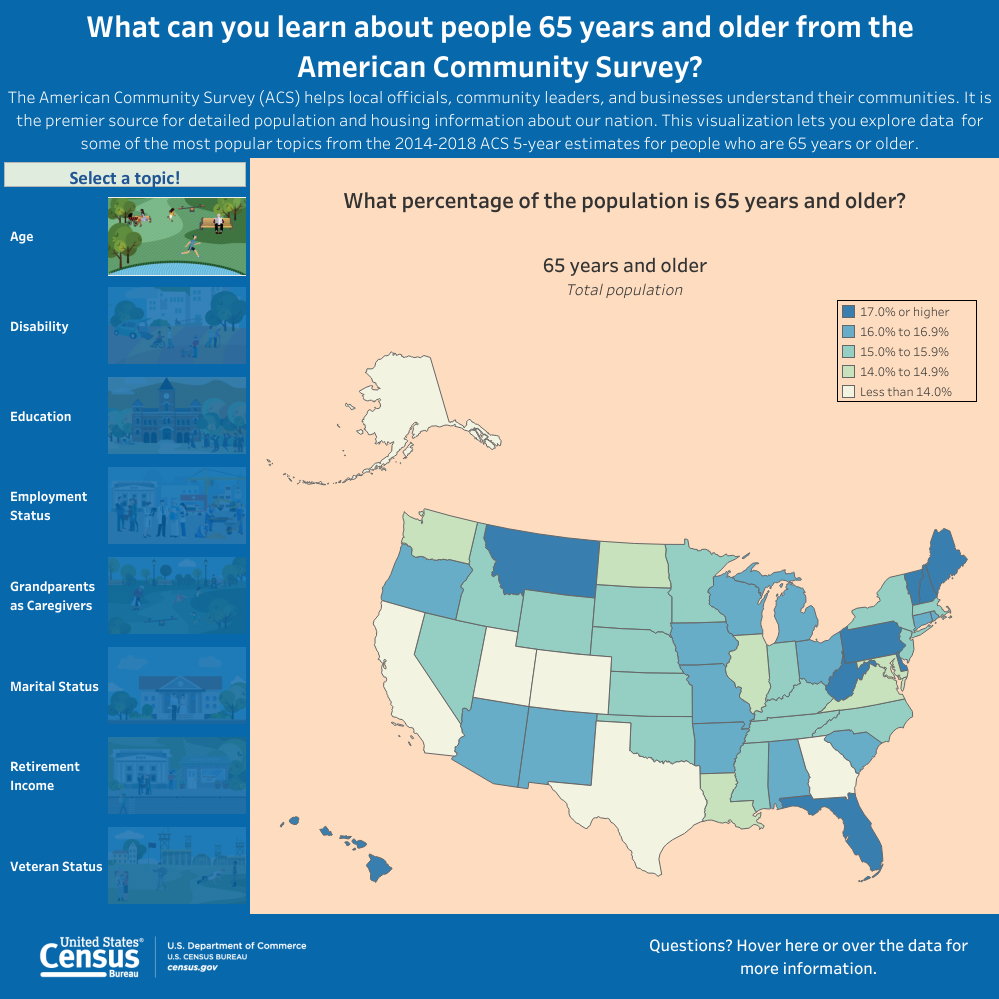 What can you learn about people 65 years and older from the
American Community Survey?
The American Community Survey (ACS) helps local officials, community leaders, and businesses understand their communities. It is
the premier source for detailed population and housing information about our nation. This visualization lets you explore data for
some of the most popular topics from the 2014-2018 ACS 5-year estimates for people who are 65 years or older.
Select a topic!
Age
Disability
Education
Employment
Status
Grandparents
as Caregivers
Marital Status
Retirement
Income
Veteran Status
What percentage of the population is 65 years and older?
65 years and older
Total population
17.0% or higher
16.0% to 16.9%
15.0% to 15.9%
14.0% to 14.9%
Less than 14.0%
United States®
Census
Bureau
U.S. Department of Commerce
U.S. CENSUS BUREAU
census.gov
Questions? Hover here or over the data for
more information.